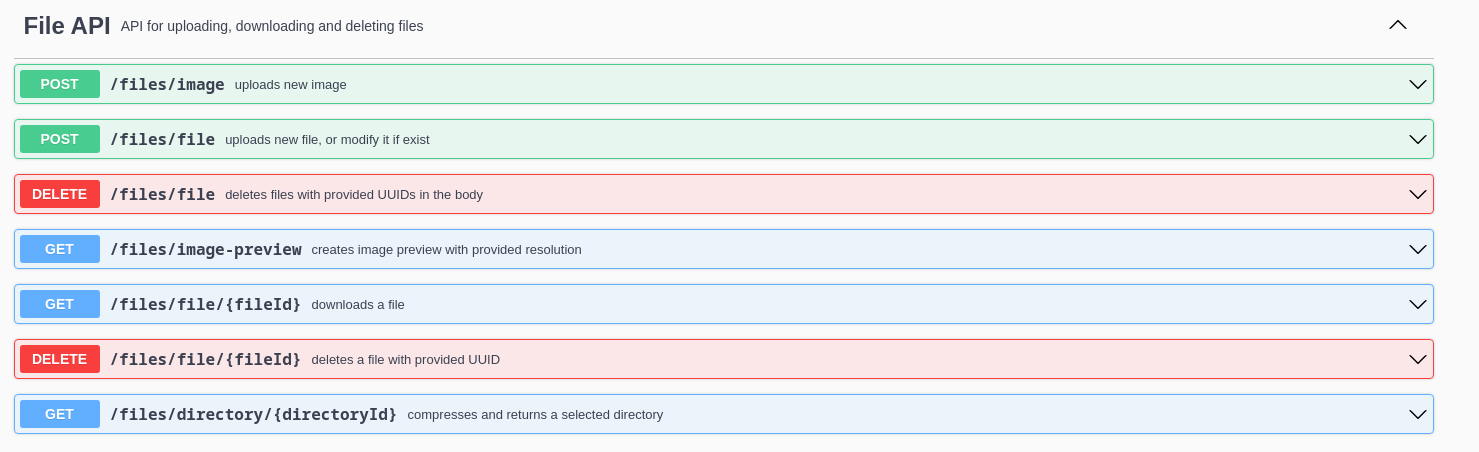 File API API for uploading, downloading and deleting files
POST /files/image uploads new image
POST /files/file uploads new file, or modify it if exist
DELETE /files/file deletes files with provided UUIDs in the body
GET /files/image-preview creates image preview with provided resolution
GET /files/file/{fileId} downloads a file
DELETE /files/file/{fileId} deletes a file with provided UUID
GET /files/directory/{directoryId} compresses and returns a selected directory